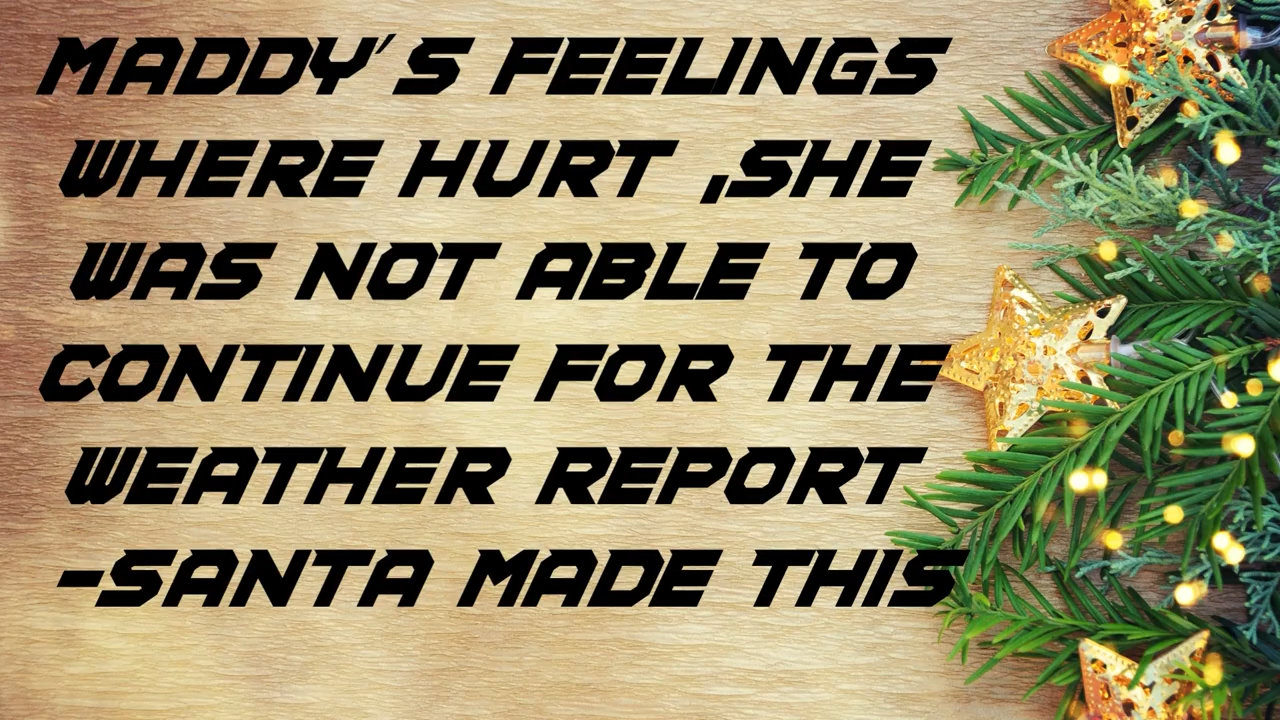 MADDY'S FEELINGS
WHERE HURT ,SHE
WAS NOT ABLE TO
CONTINUE FOR THE
WEATHER REPORT
-SANTA MADE THIS